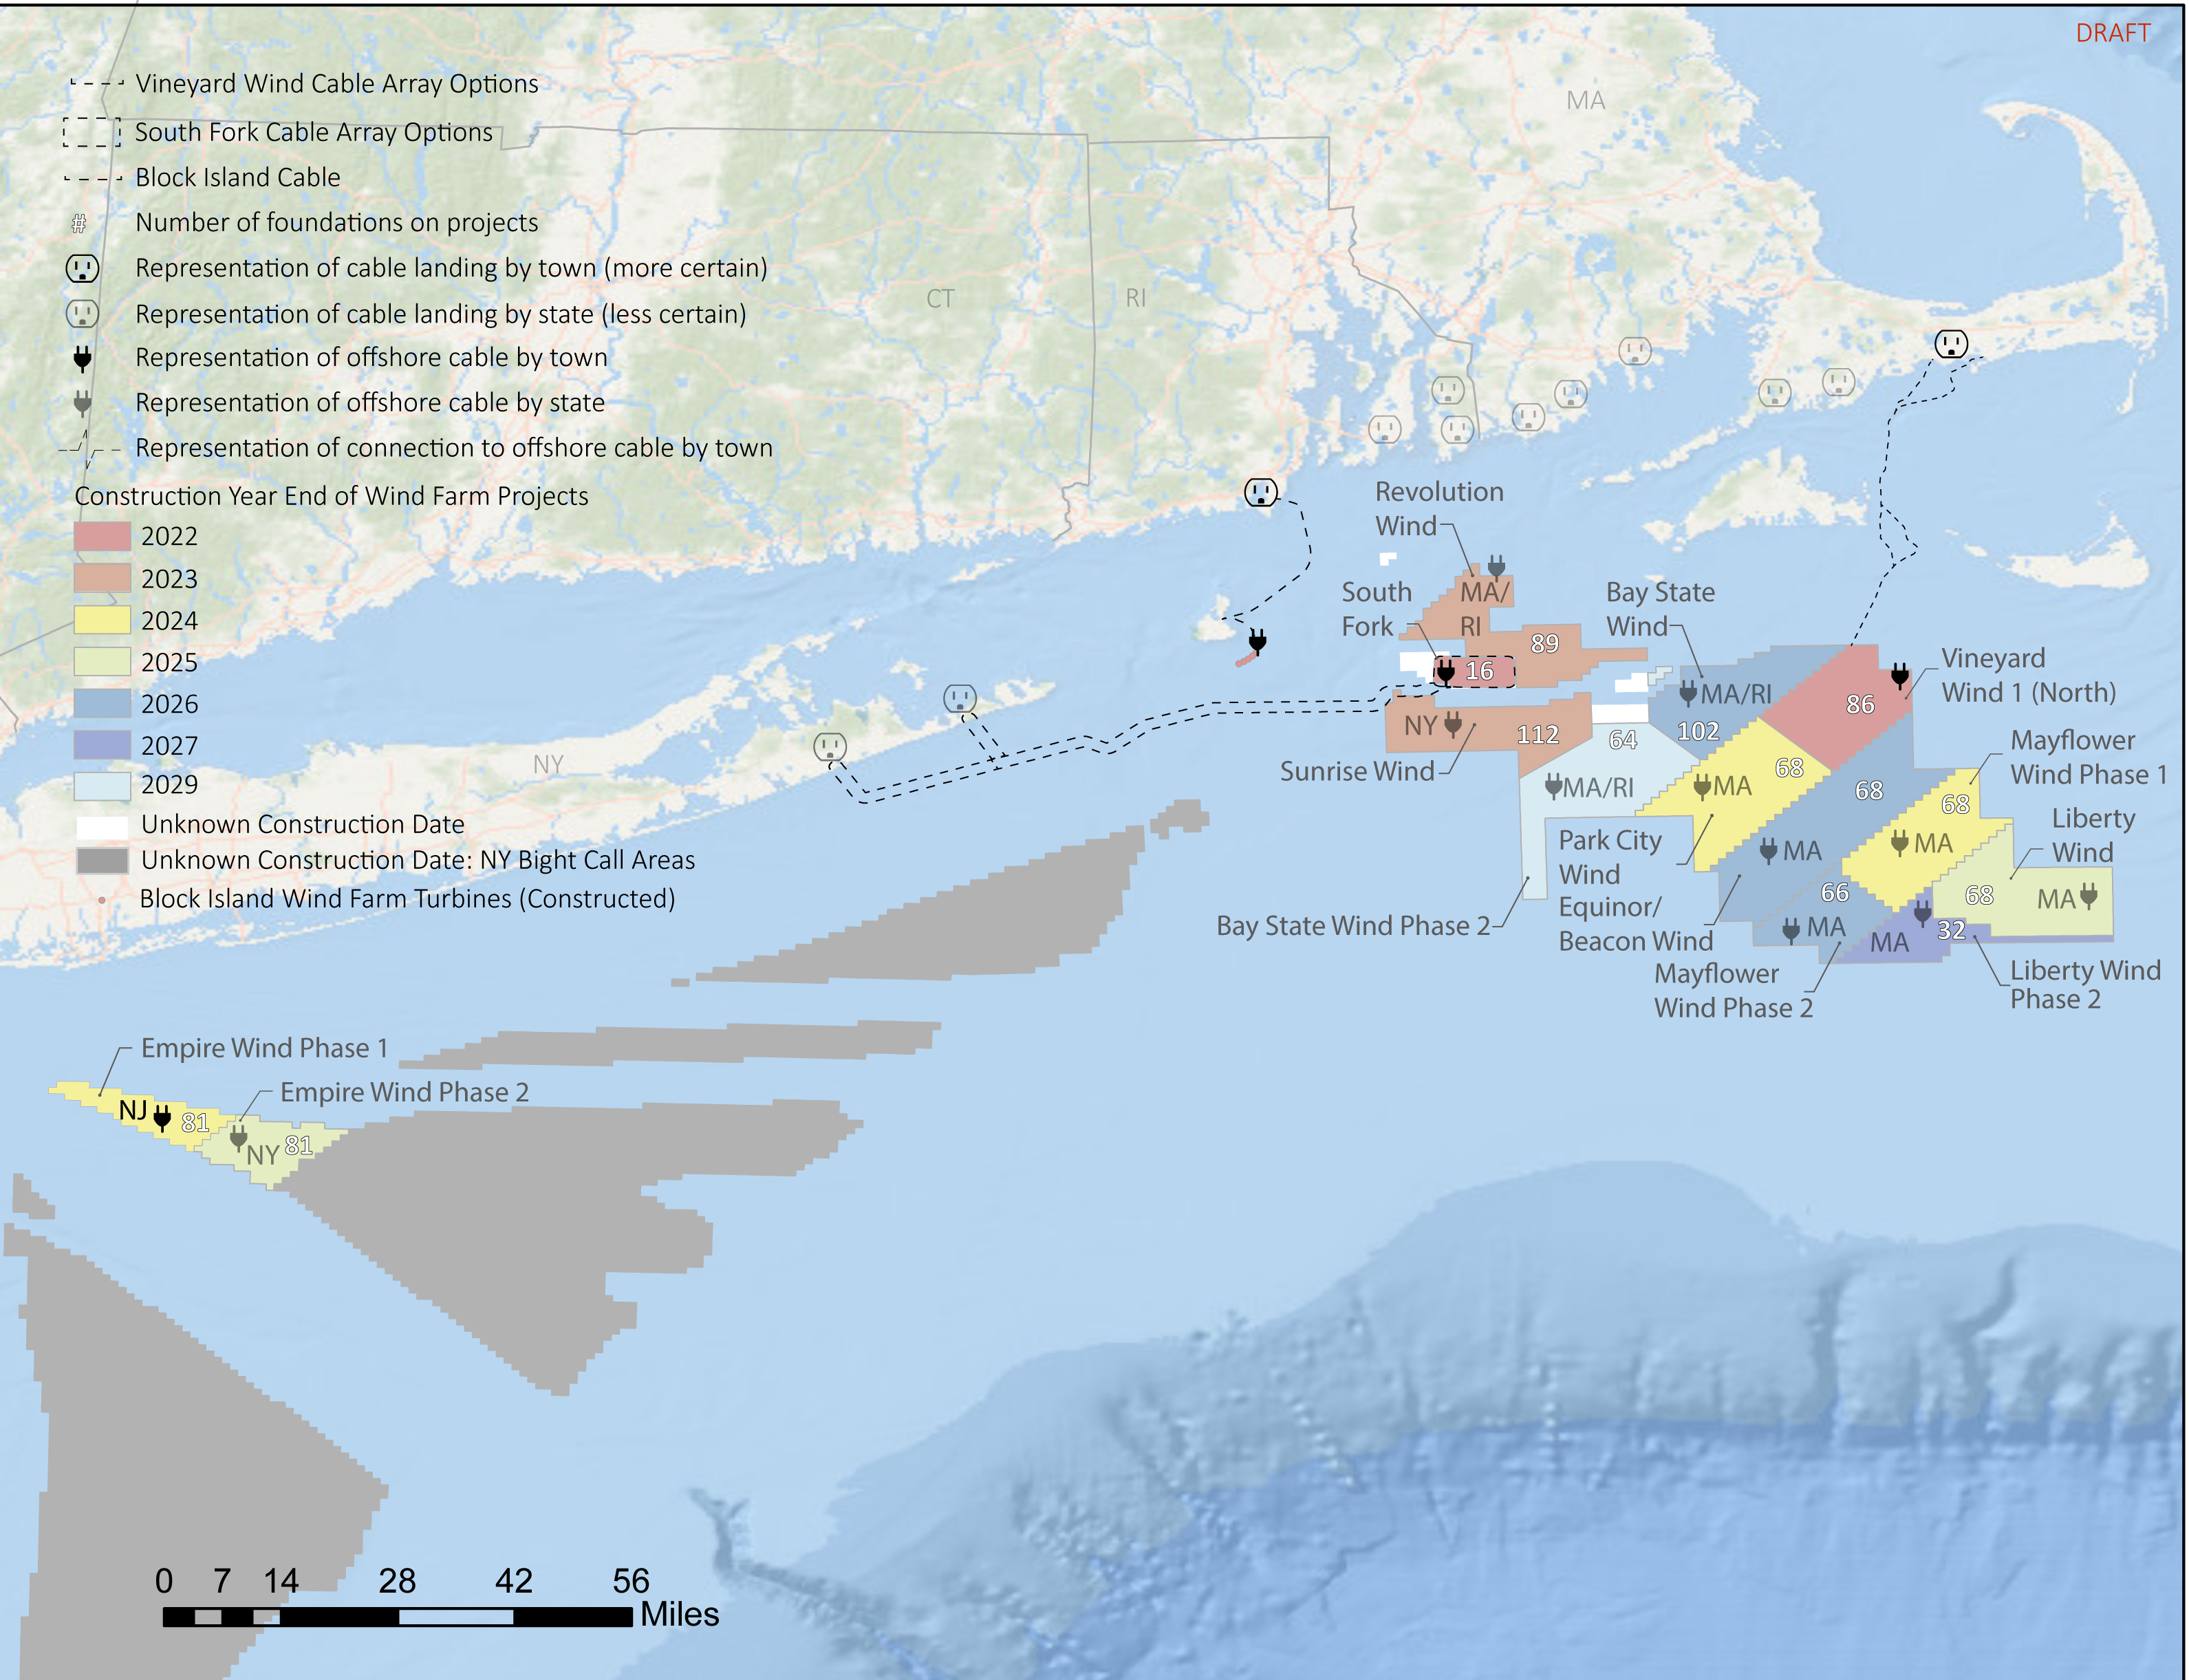 DRAFT
Vineyard Wind Cable Array Options
South Fork Cable Array Options
Block Island Cable
# Number of foundations on projects
Representation of cable landing by town (more certain)
Representation of cable landing by state (less certain)
Representation of offshore cable by town
Representation of offshore cable by state
Representation of connection to offshore cable by town
Construction Year End of Wind Farm Projects
2022
2023
2024
2025
2026
2027
2029
Unknown Construction Date
Unknown Construction Date: NY Bight Call Areas
Block Island Wind Farm Turbines (Constructed)
MA
CT
RI
NY
Revolution
Wind
MA/
RI
89
South
Fork
16
Bay State
Wind
MA/RI
102
Vineyard
Wind 1 (North)
86
NY
112
Sunrise Wind
64
MA/RI
Bay State Wind Phase 2
68
MA
Park City
Wind
68
MA
Equinor/
Beacon Wind
Mayflower
Wind Phase 1
68
MA
Liberty
Wind
68
MA
66
MA
Mayflower
Wind Phase 2
32
MA
Liberty Wind
Phase 2
Empire Wind Phase 1
NJ
81
Empire Wind Phase 2
NY
81
0 7 14 28 42 56
Miles